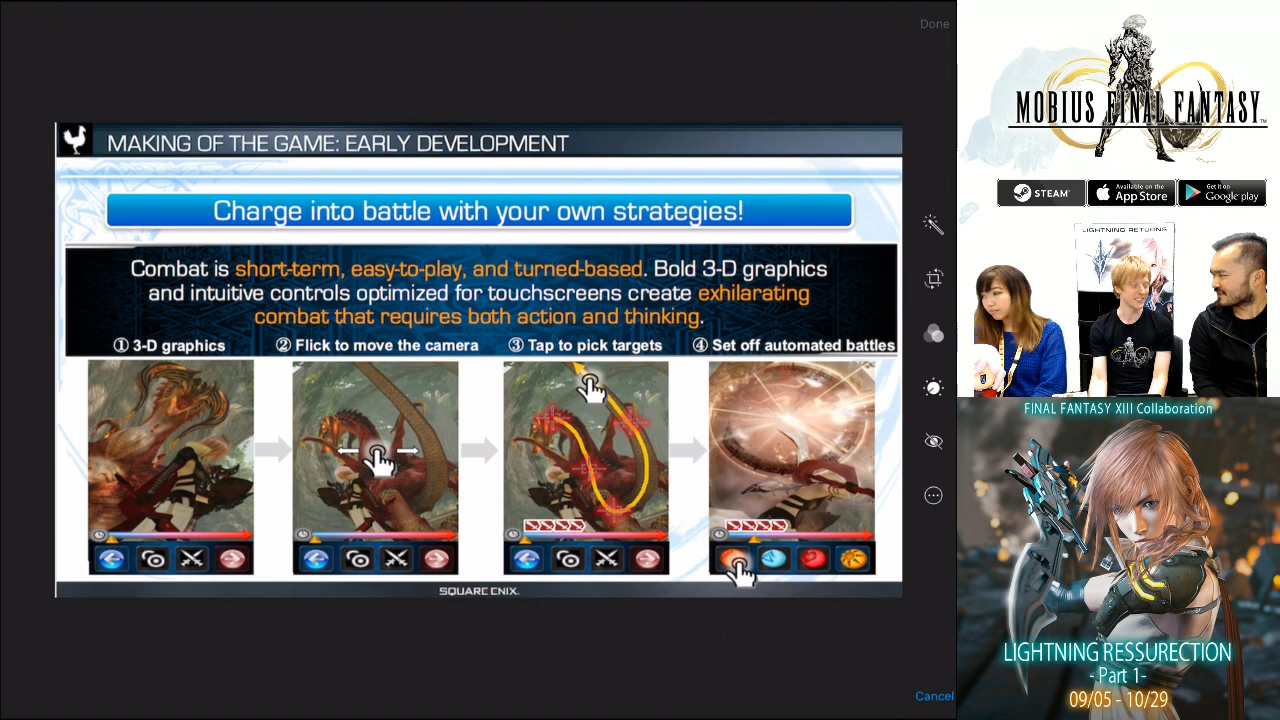 Done
MAKING OF THE GAME: EARLY DEVELOPMENT
Charge into battle with your own strategies!
Combat is short-term, easy-to-play, and turned-based. Bold 3-D graphics
and intuitive controls optimized for touchscreens create exhilarating
combat that requires both action and thinking.
① 3-D graphics
② Flick to move the camera
③ Tap to pick targets
④ Set off automated battles
SQUARE ENIX.
Cancel
MOBIUS FINAL FANTASY™
STEAM
Available on the
App Store
Get it on
Google play
LIGHTNING RETURNS
FINAL FANTASY XIII Collaboration
LIGHTNING RESSURECTION
- Part 1-
09/05 - 10/29